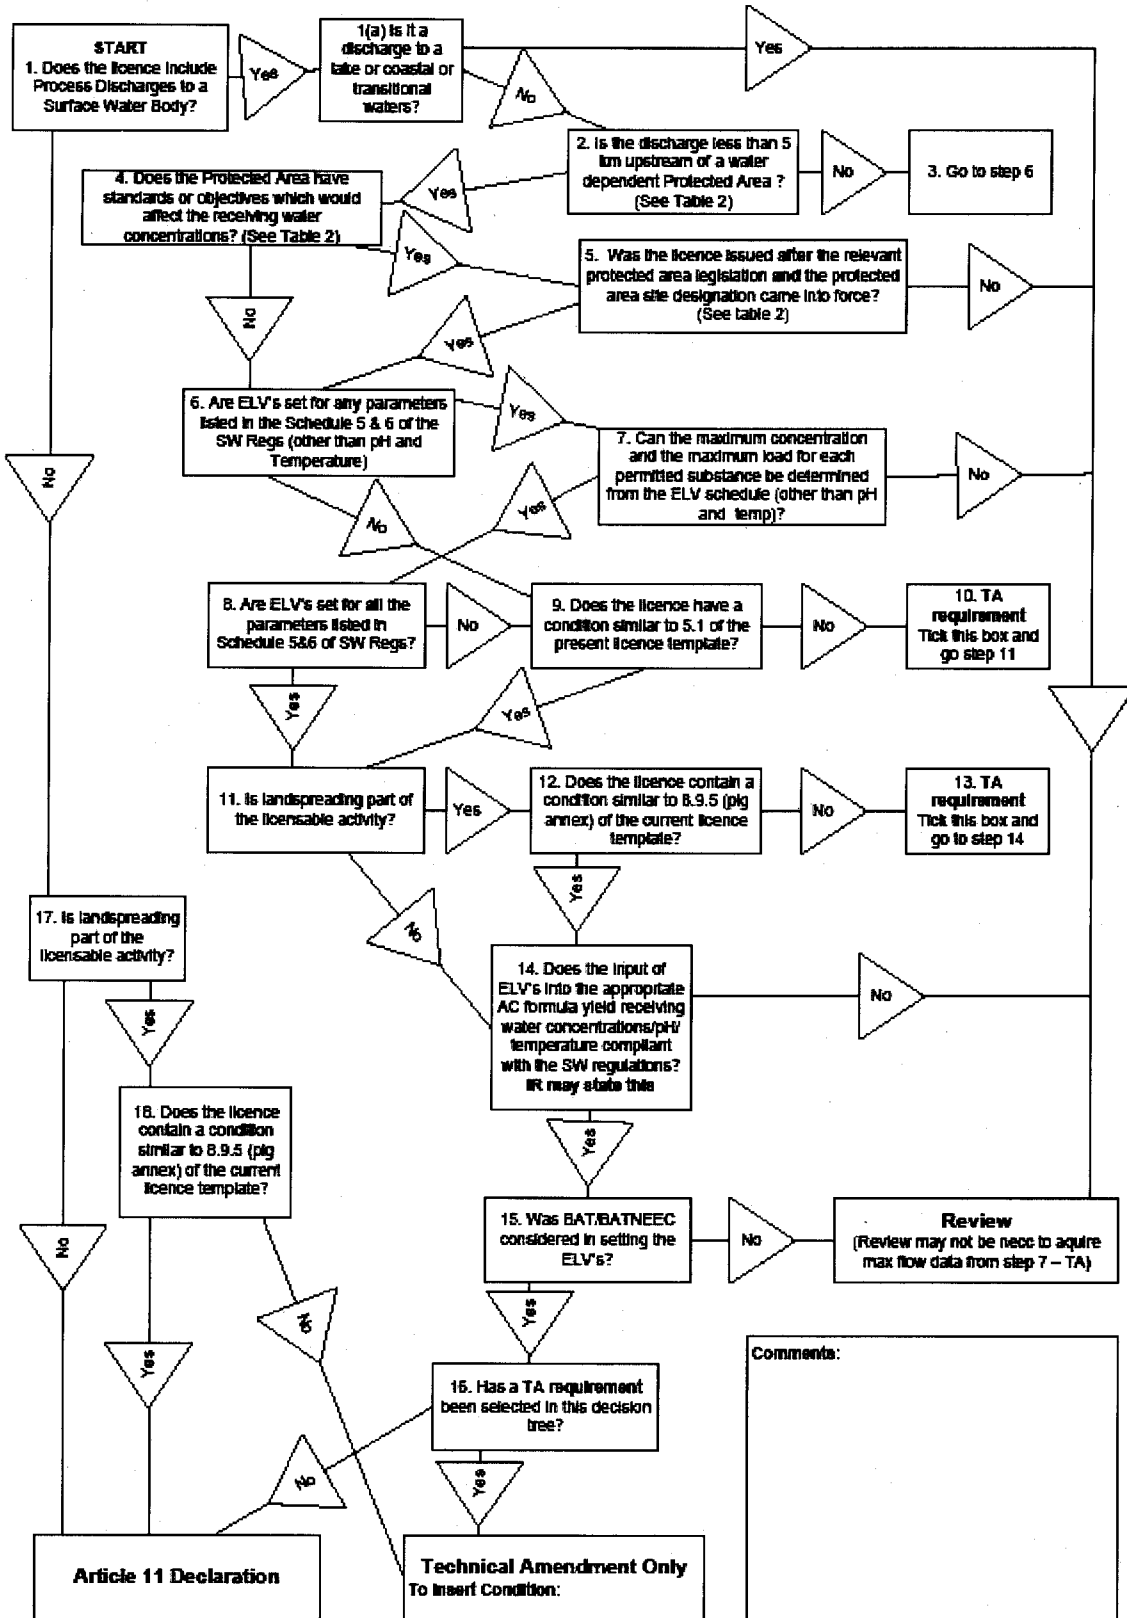 START
1. Does the licence include
Process Discharges to a
Surface Water Body?
Yes
1(a) Is it a
discharge to a
lake or coastal or
transitional
waters?
Yes
No
2. Is the discharge less than 5
km upstream of a water
dependent Protected Area ?
(See Table 2)
No
3. Go to step 6
Yes
4. Does the Protected Area have
standards or objectives which would
affect the receiving water
concentrations? (See Table 2)
Yes
5. Was the licence issued after the relevant
protected area legislation and the protected
area site designation came into force?
(See table 2)
No
No
Yes
6. Are ELV's set for any parameters
listed in the Schedule 5 & 6 of the
SW Regs (other than pH and
Temperature)
Yes
7. Can the maximum concentration
and the maximum load for each
permitted substance be determined
from the ELV schedule (other than pH
and temp)?
No
No
Yes
No
8. Are ELV's set for all the
parameters listed in
Schedule 5&6 of SW Regs?
No
9. Does the licence have a
condition similar to 5.1 of the
present licence template?
No
10. TA
requirement
Tick this box and
go step 11
Yes
Yes
11. Is landspreading part of
the licensable activity?
Yes
12. Does the licence contain a
condition similar to 8.9.5 (pig
annex) of the current licence
template?
No
13. TA
requirement
Tick this box and
go to step 14
Yes
No
17. Is landspreading
part of the
licensable activity?
14. Does the input of
ELV's into the appropritate
AC formula yield receiving
water concentrations/pH/
temperature compliant
with the SW regulations?
IR may state this
No
Yes
18. Does the licence
contain a condition
similar to 8.9.5 (pig
annex) of the current
licence template?
Yes
15. Was BAT/BATNEEC
considered in setting the
ELV's?
No
Review
(Review may not be necc to aquire
max flow data from step 7 – TA)
No
Yes
No
Yes
16. Has a TA requirement
been selected in this decision
tree?
Comments:
No
Yes
Article 11 Declaration
Technical Amendment Only
To Insert Condition: